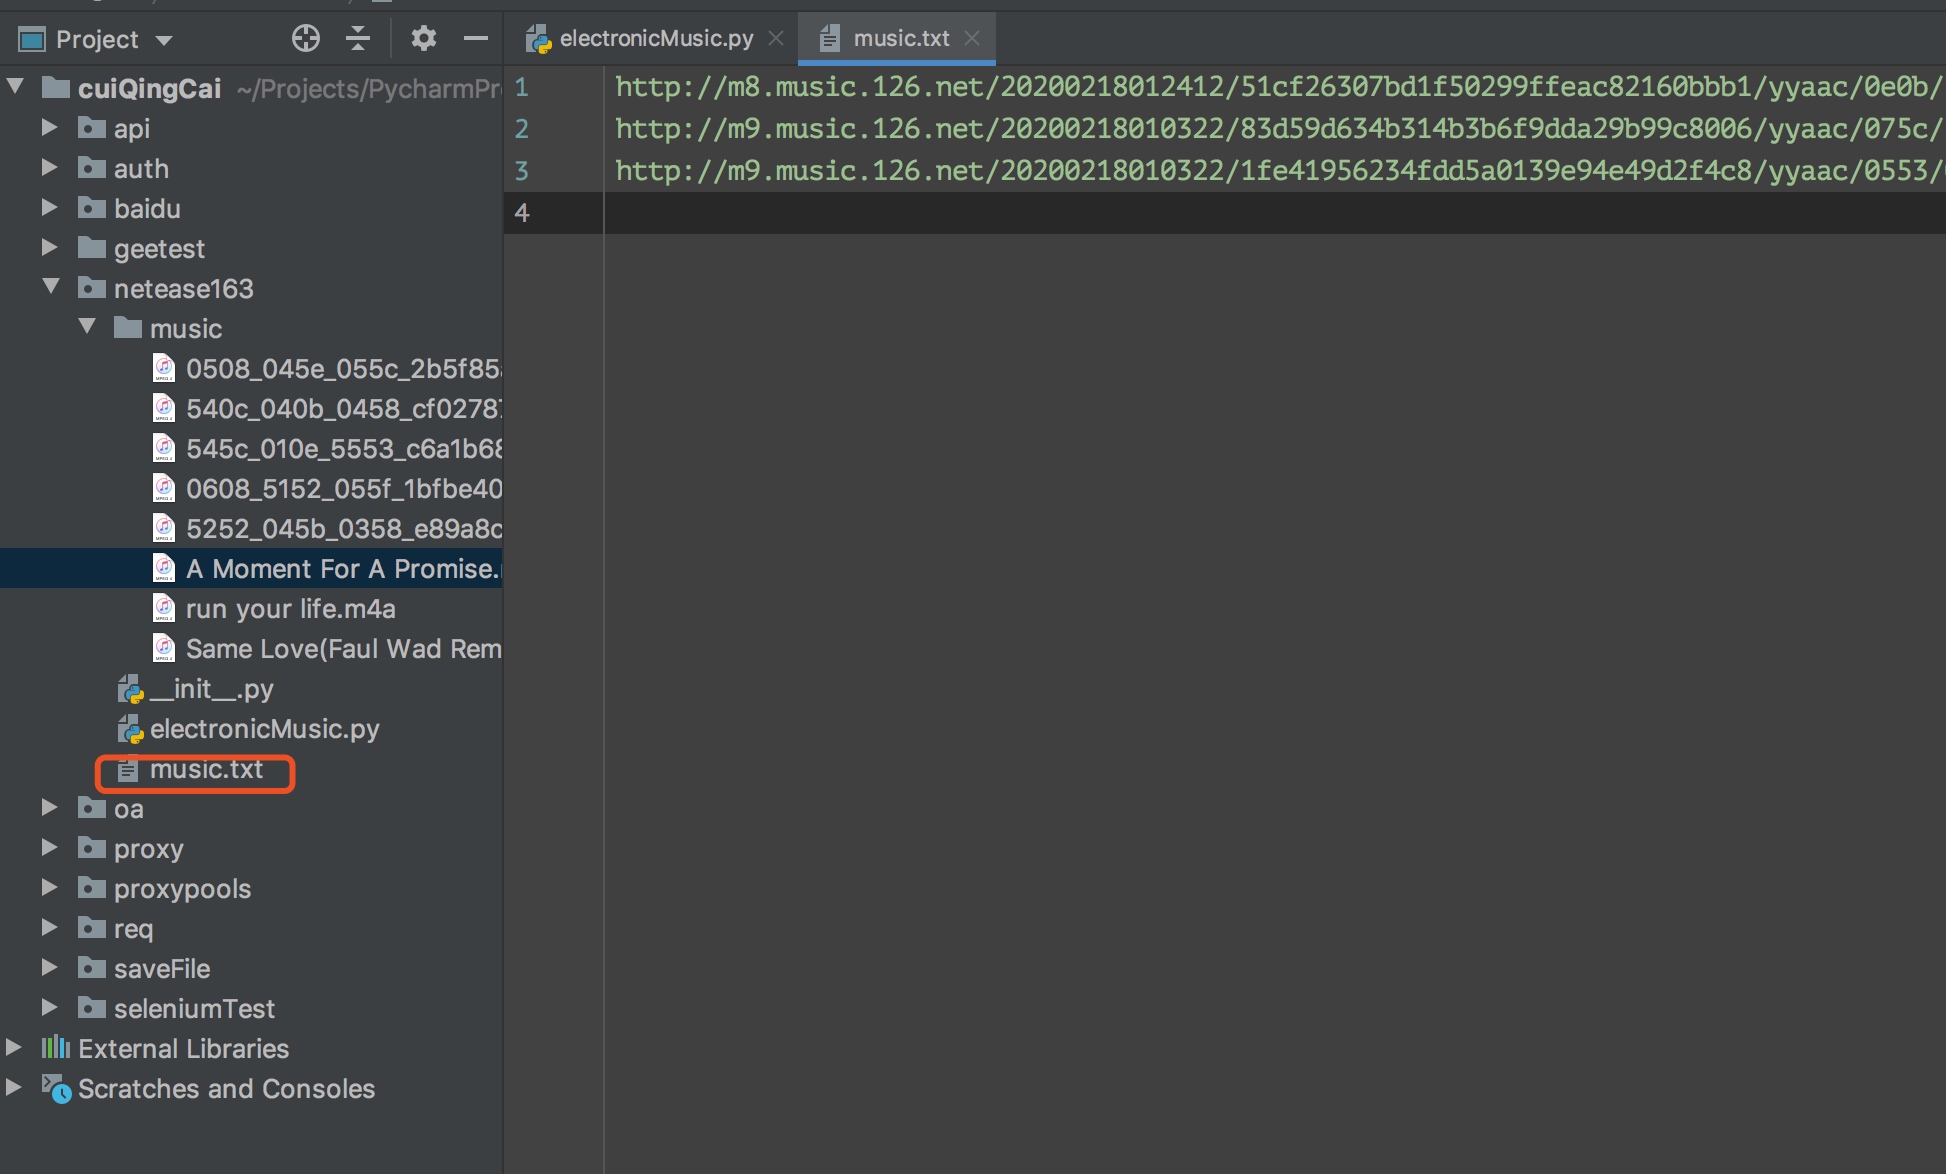 Project
electronicMusic.py
music.txt
cuiQingCai ~/Projects/PycharmPr
api
auth
baidu
geetest
netease163
music
0508_045e_055c_2b5f85
540c_040b_0458_cf0278
545c_010e_5553_c6a1b68
0608_5152_055f_1bfbe40
5252_045b_0358_e89a8c
A Moment For A Promise.
run your life.m4a
Same Love(Faul Wad Rem
__init__.py
electronicMusic.py
music.txt
oa
proxy
proxypools
req
saveFile
seleniumTest
External Libraries
Scratches and Consoles
1 http://m8.music.126.net/20200218012412/51cf26307bd1f50299ffeac82160bbb1/yyaac/0e0b/
2 http://m9.music.126.net/20200218010322/83d59d634b314b3b6f9dda29b99c8006/yyaac/075c/
3 http://m9.music.126.net/20200218010322/1fe41956234fdd5a0139e94e49d2f4c8/yyaac/0553/
4